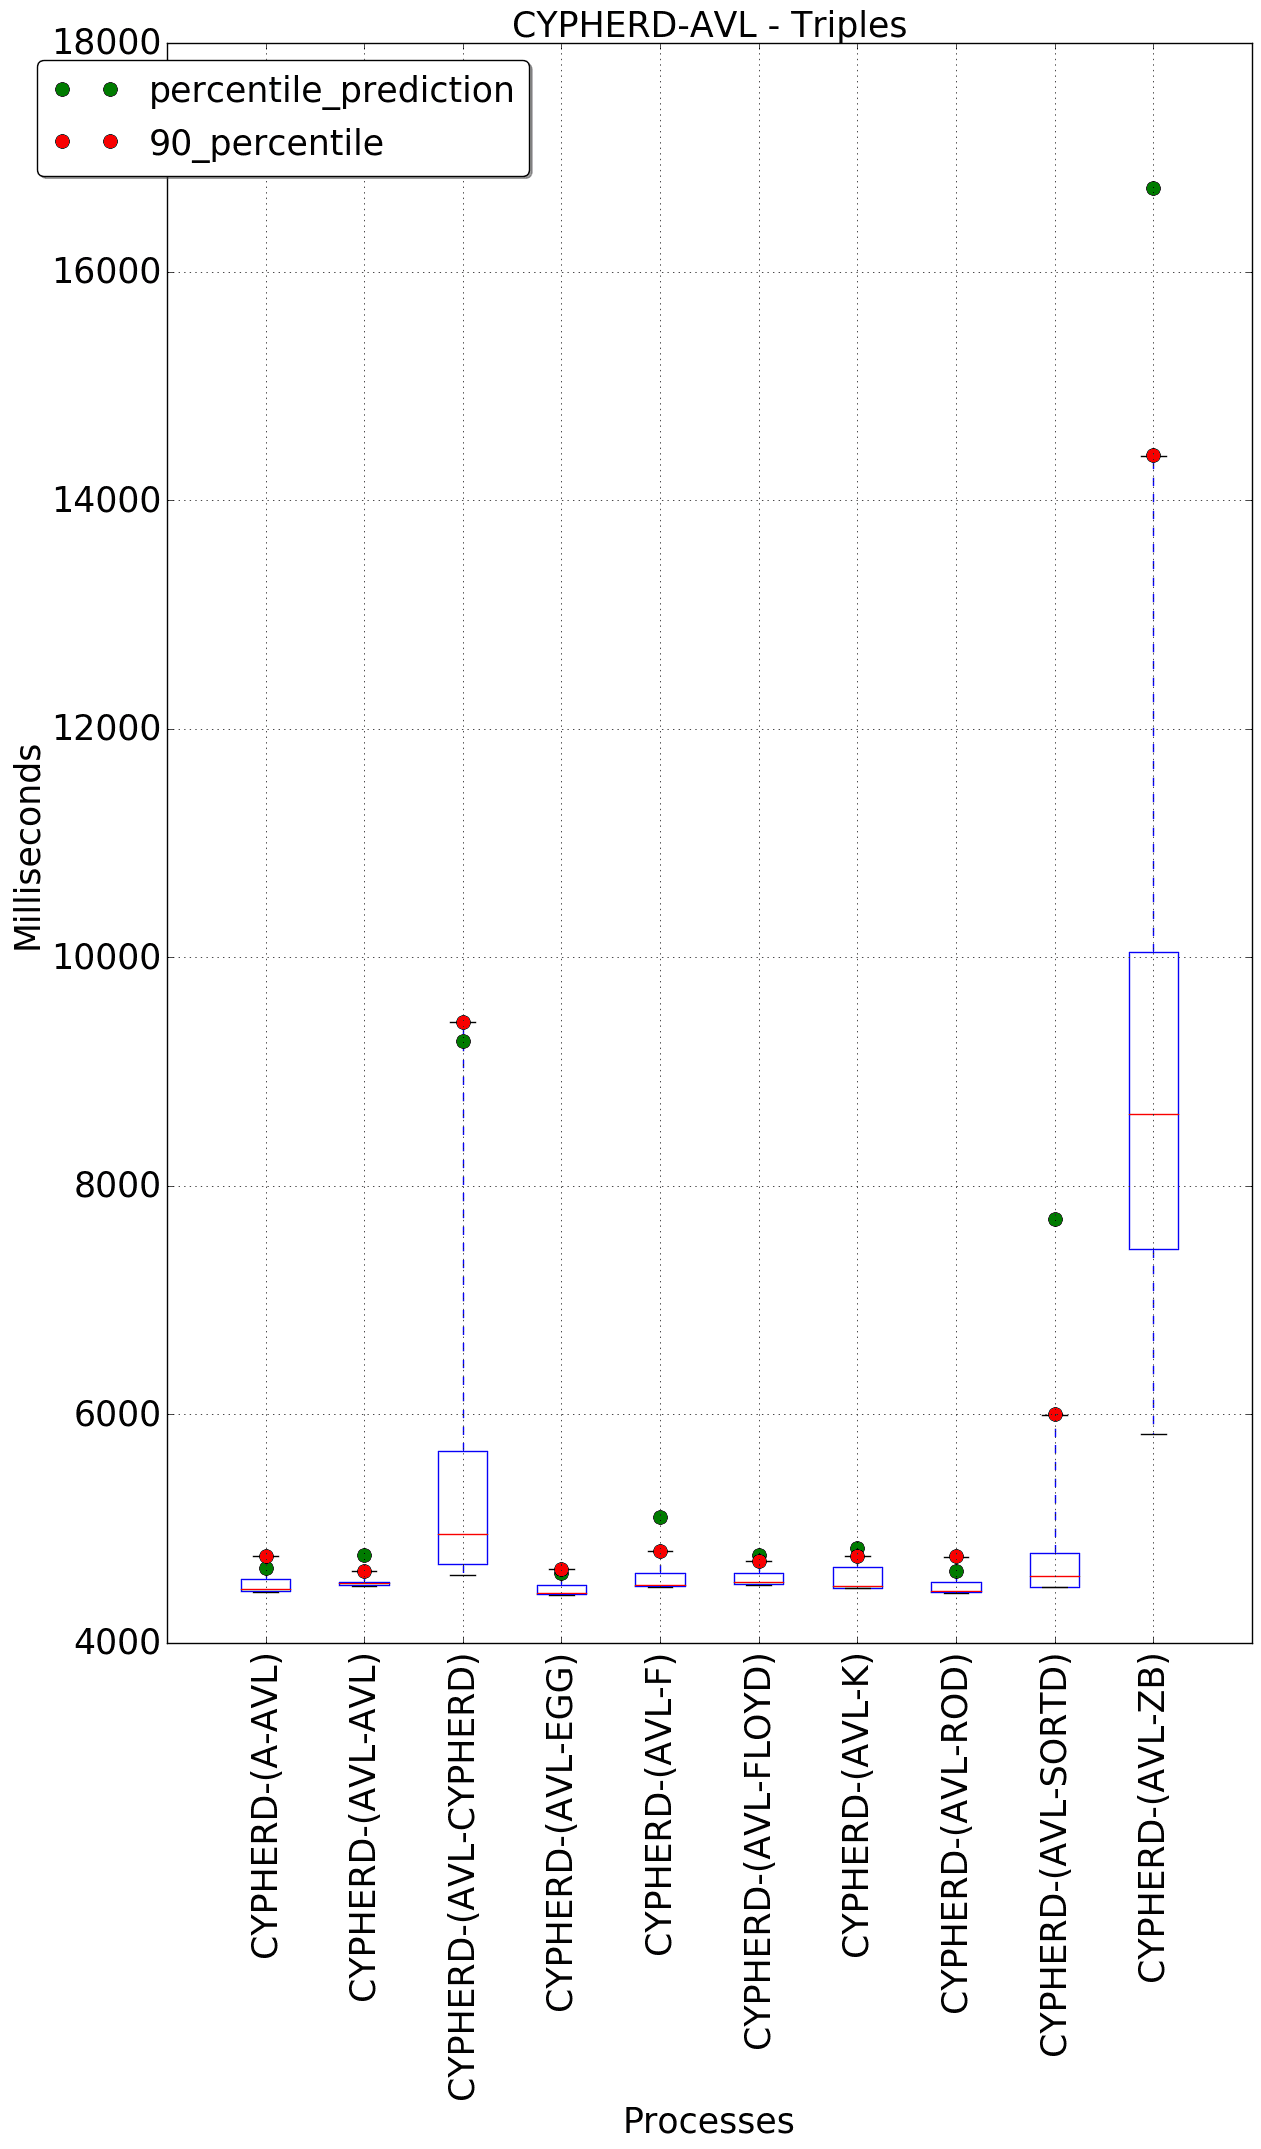 CYPHERD-AVL - Triples
percentile_prediction
90_percentile
18000
16000
14000
12000
10000
8000
6000
4000
Milliseconds
CYPHERD-(A-AVL)
CYPHERD-(AVL-AVL)
CYPHERD-(AVL-CYPHERD)
CYPHERD-(AVL-EGG)
CYPHERD-(AVL-F)
CYPHERD-(AVL-FLOYD)
CYPHERD-(AVL-K)
CYPHERD-(AVL-ROD)
CYPHERD-(AVL-SORTD)
CYPHERD-(AVL-ZB)
Processes